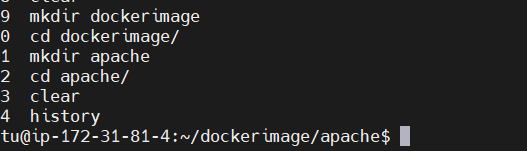 9 mkdir dockerimage
0 cd dockerimage/
1 mkdir apache
2 cd apache/
3 clear
4 history
tu@ip-172-31-81-4:~/dockerimage/apache$